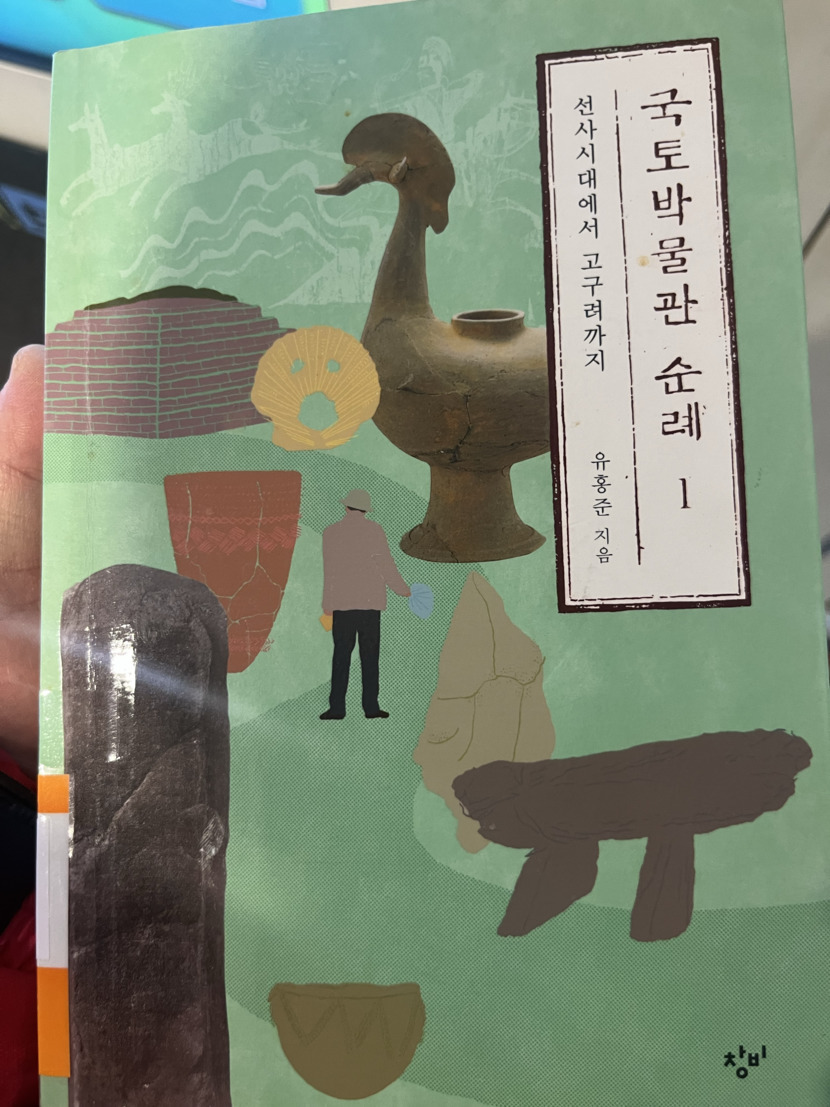 국토박물관 순례 1
선사시대에서 고구려까지
유홍준 지음
창비